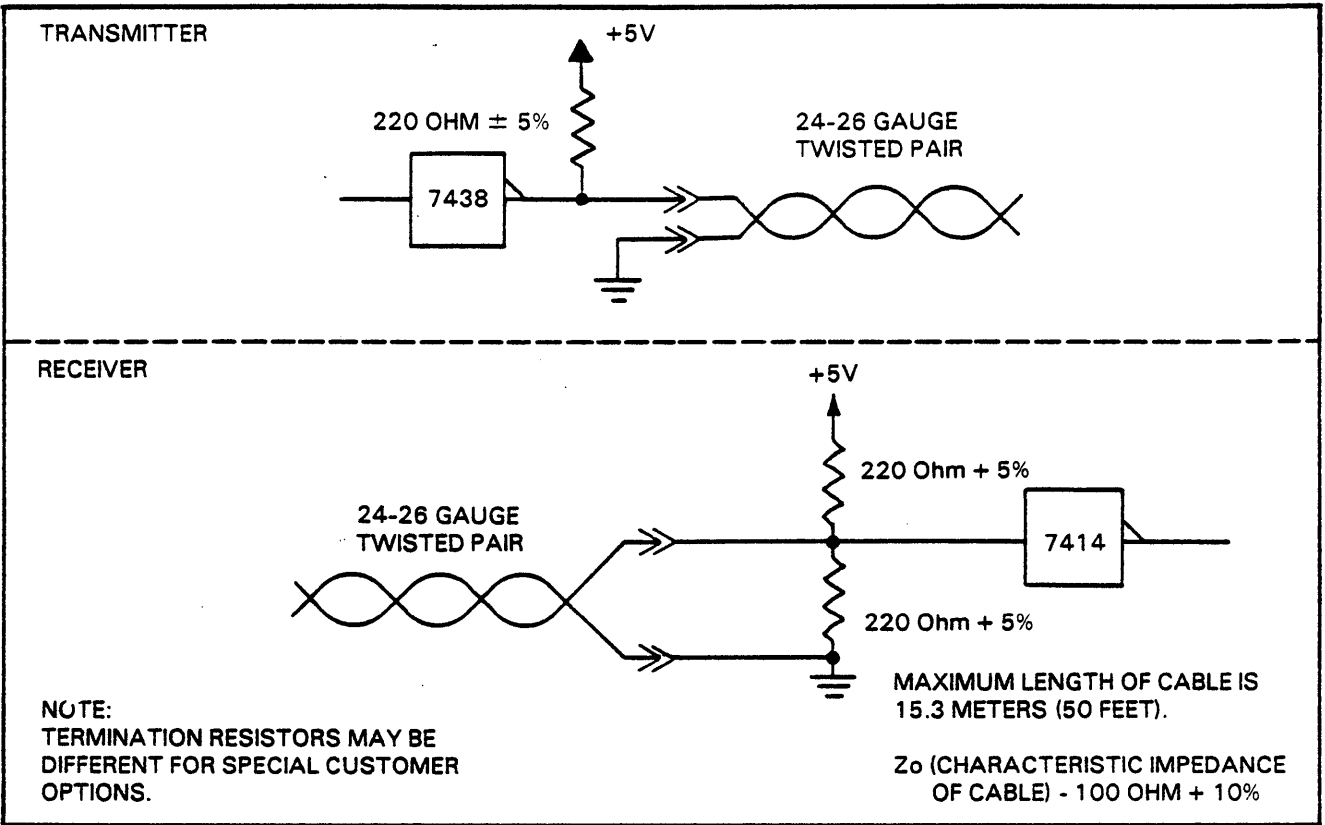 TRANSMITTER
+5V
220 OHM ± 5%
24-26 GAUGE
TWISTED PAIR
7438
RECEIVER
+5V
220 Ohm + 5%
24-26 GAUGE
TWISTED PAIR
7414
220 Ohm + 5%
MAXIMUM LENGTH OF CABLE IS
15.3 METERS (50 FEET).
NOTE:
TERMINATION RESISTORS MAY BE
DIFFERENT FOR SPECIAL CUSTOMER
OPTIONS.
Zo (CHARACTERISTIC IMPEDANCE
OF CABLE) - 100 OHM + 10%